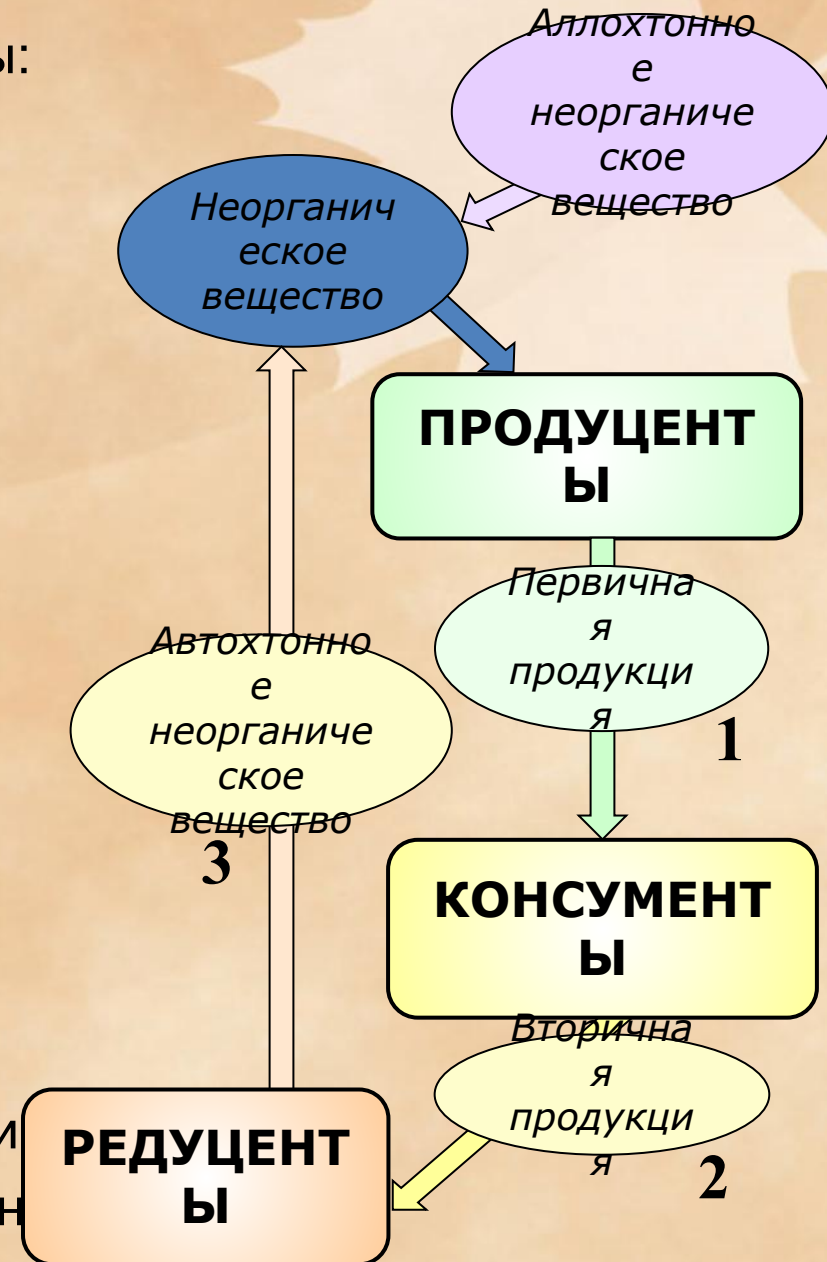 ы:
Аллохтонно
е
неорганиче
ское
вещество
Неорганич
еское
вещество
ПРОДУЦЕНТ
Ы
Первична
я
продукци
я
1
Автохтонно
е
неорганиче
ское
вещество
3
КОНСУМЕНТ
Ы
Вторична
я
продукци
я
2
и
н
РЕДУЦЕНТ
Ы